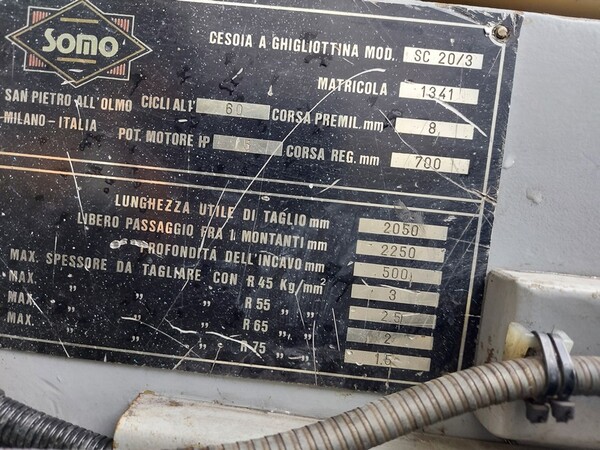 SOMO
CESOIA A GHIGLIOTTINA MOD. SC 20/3
MATRICOLA 1341
SAN PIETRO ALL'OLMO CICLI ALL' 60 CORSA PREMIL. mm 8
MILANO - ITALIA POT. MOTORE HP CORSA REG. mm 700
LUNGHEZZA UTILE DI TAGLIO mm 2050
LIBERO PASSAGGIO FRA I MONTANTI mm 2250
PROFONDITÀ DELL'INCAVO mm 500
MAX. SPESSORE DA TAGLIARE CON R 45 Kg/mm² 3
MAX. „ „ „ R 55 „ 2.5
MAX. „ „ „ R 65 „ 2
MAX. „ „ „ R 75 „ 1.5